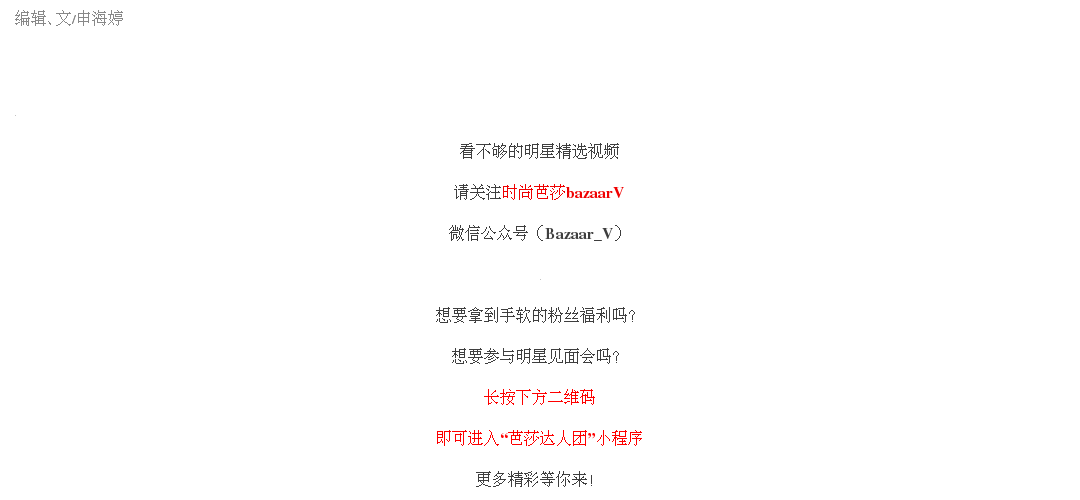 编辑、文/申海婷
看不够的明星精选视频
请关注时尚芭莎bazaarV
微信公众号（Bazaar_V）
想要拿到手软的粉丝福利吗?
想要参与明星见面会吗?
长按下方二维码
即可进入“芭莎达人团”小程序
更多精彩等你来!